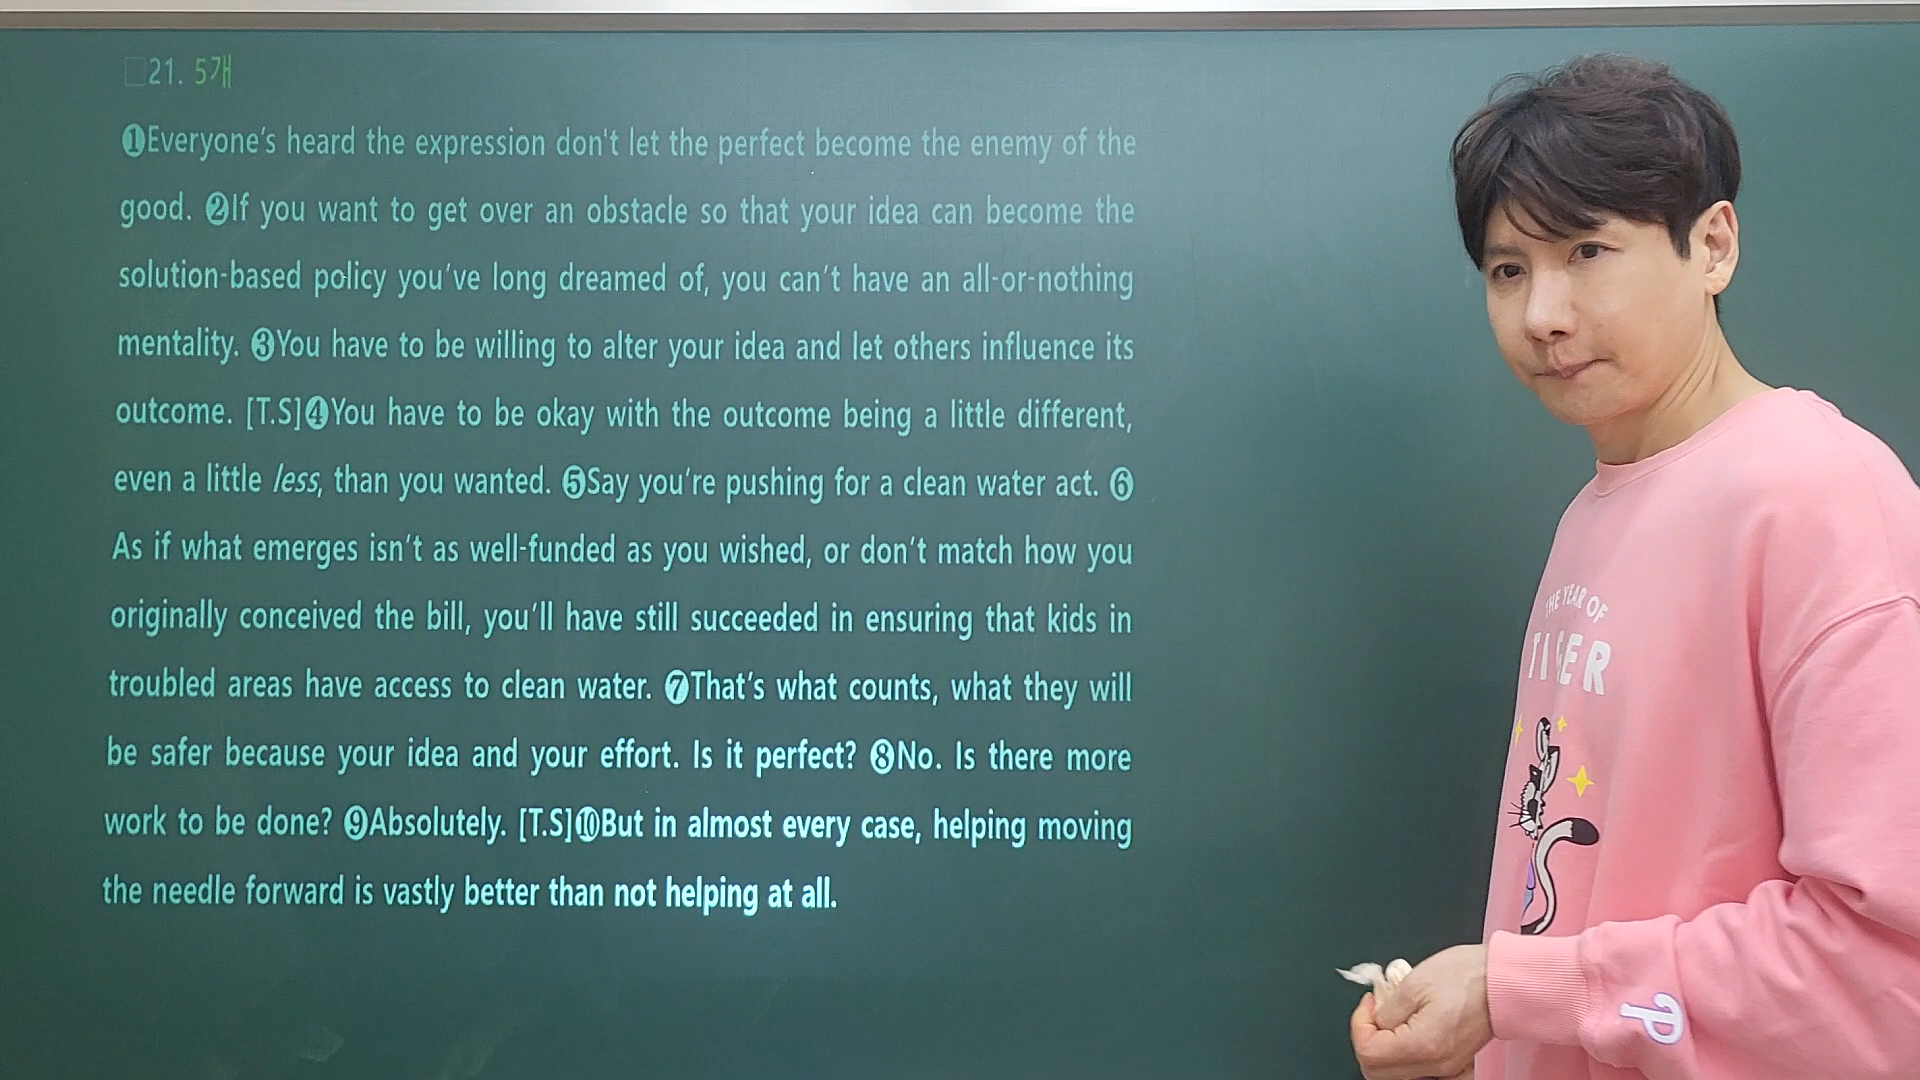 □21. 5개
❶Everyone’s heard the expression don't let the perfect become the enemy of the
good. ❷If you want to get over an obstacle so that your idea can become the
solution-based policy you’ve long dreamed of, you can’t have an all-or-nothing
mentality. ❸You have to be willing to alter your idea and let others influence its
outcome. [T.S]❹You have to be okay with the outcome being a little different,
even a little less, than you wanted. ❺Say you’re pushing for a clean water act. ❻
As if what emerges isn’t as well-funded as you wished, or don’t match how you
originally conceived the bill, you’ll have still succeeded in ensuring that kids in
troubled areas have access to clean water. ❼That’s what counts, what they will
be safer because your idea and your effort. Is it perfect? ❽No. Is there more
work to be done? ❾Absolutely. [T.S]❿But in almost every case, helping moving
the needle forward is vastly better than not helping at all.
THE YEAR OF
TIGER
P